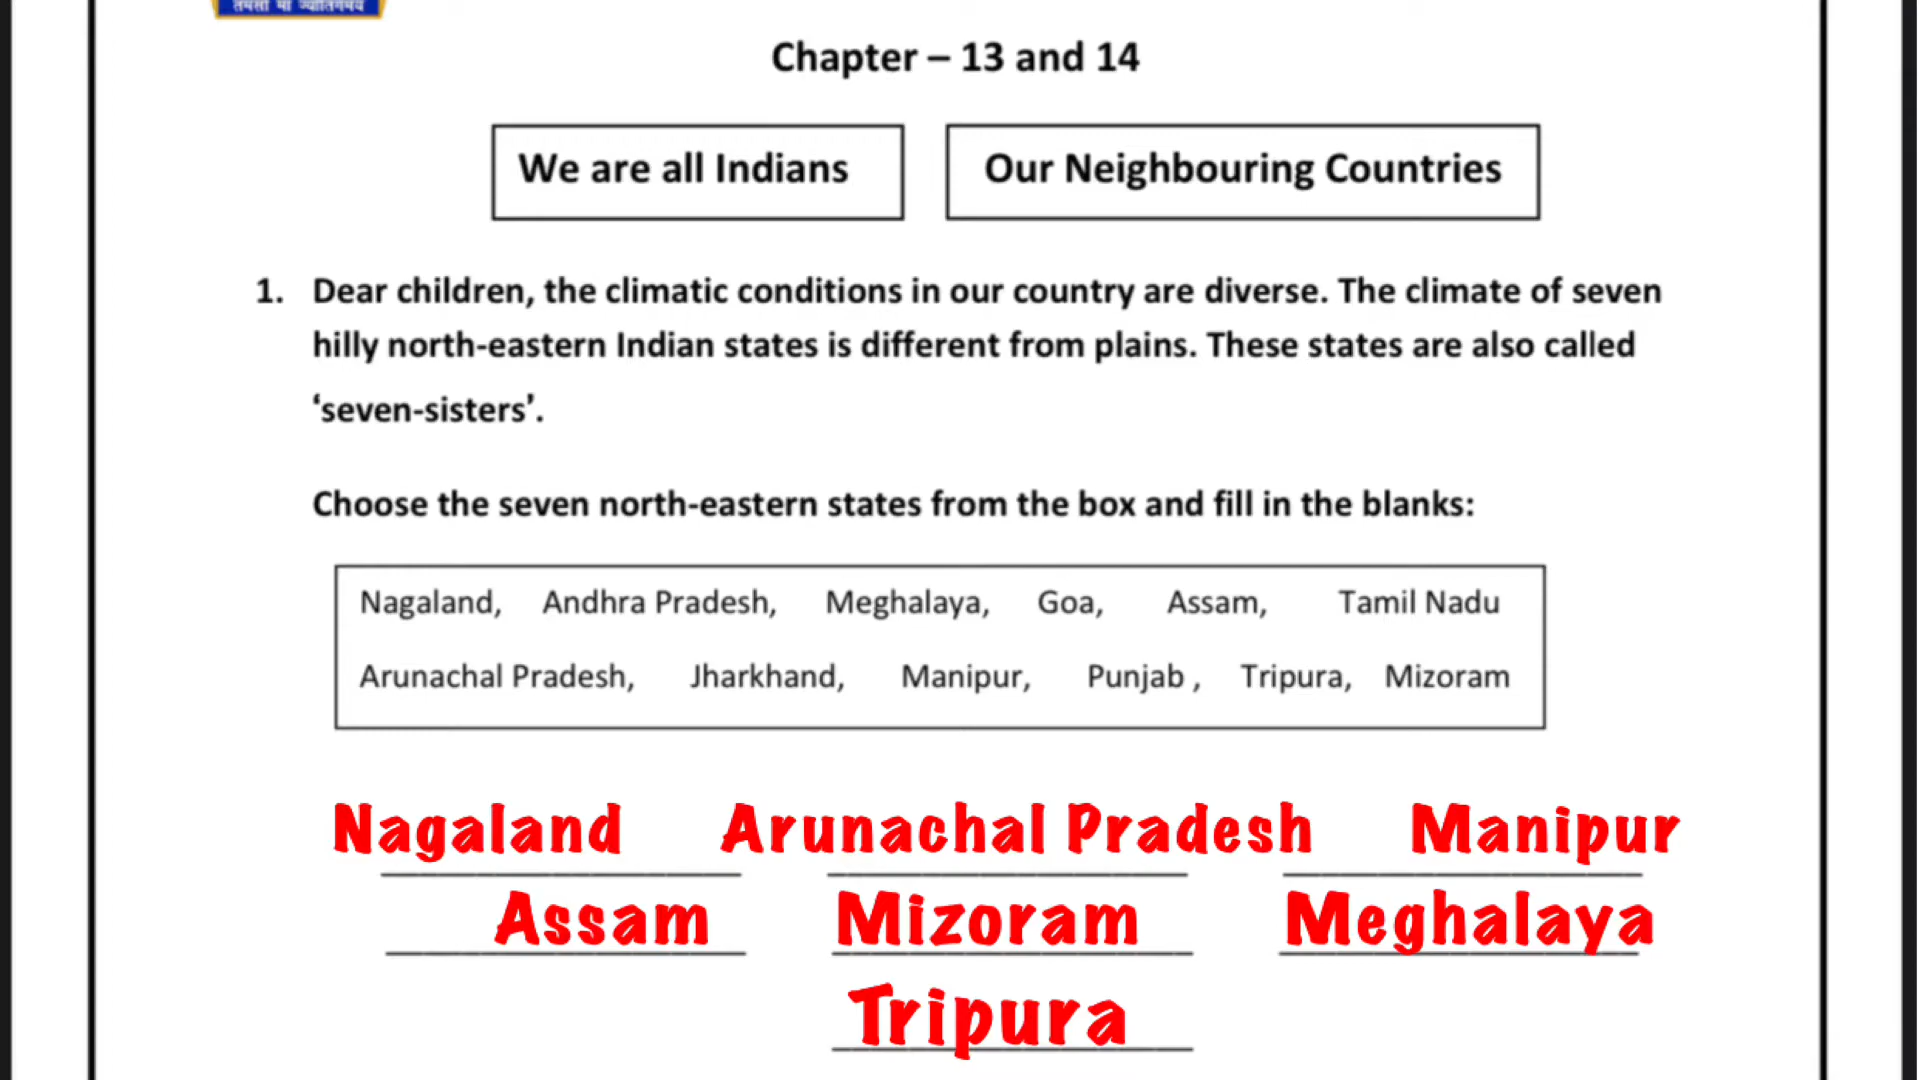 तमसो मा ज्योतिर्गमय
Chapter – 13 and 14
We are all Indians
Our Neighbouring Countries
1. Dear children, the climatic conditions in our country are diverse. The climate of seven
hilly north-eastern Indian states is different from plains. These states are also called
‘seven-sisters’.
Choose the seven north-eastern states from the box and fill in the blanks:
Nagaland, Andhra Pradesh, Meghalaya, Goa, Assam, Tamil Nadu
Arunachal Pradesh, Jharkhand, Manipur, Punjab , Tripura, Mizoram
Nagaland Arunachal Pradesh Manipur
Assam Mizoram Meghalaya
Tripura